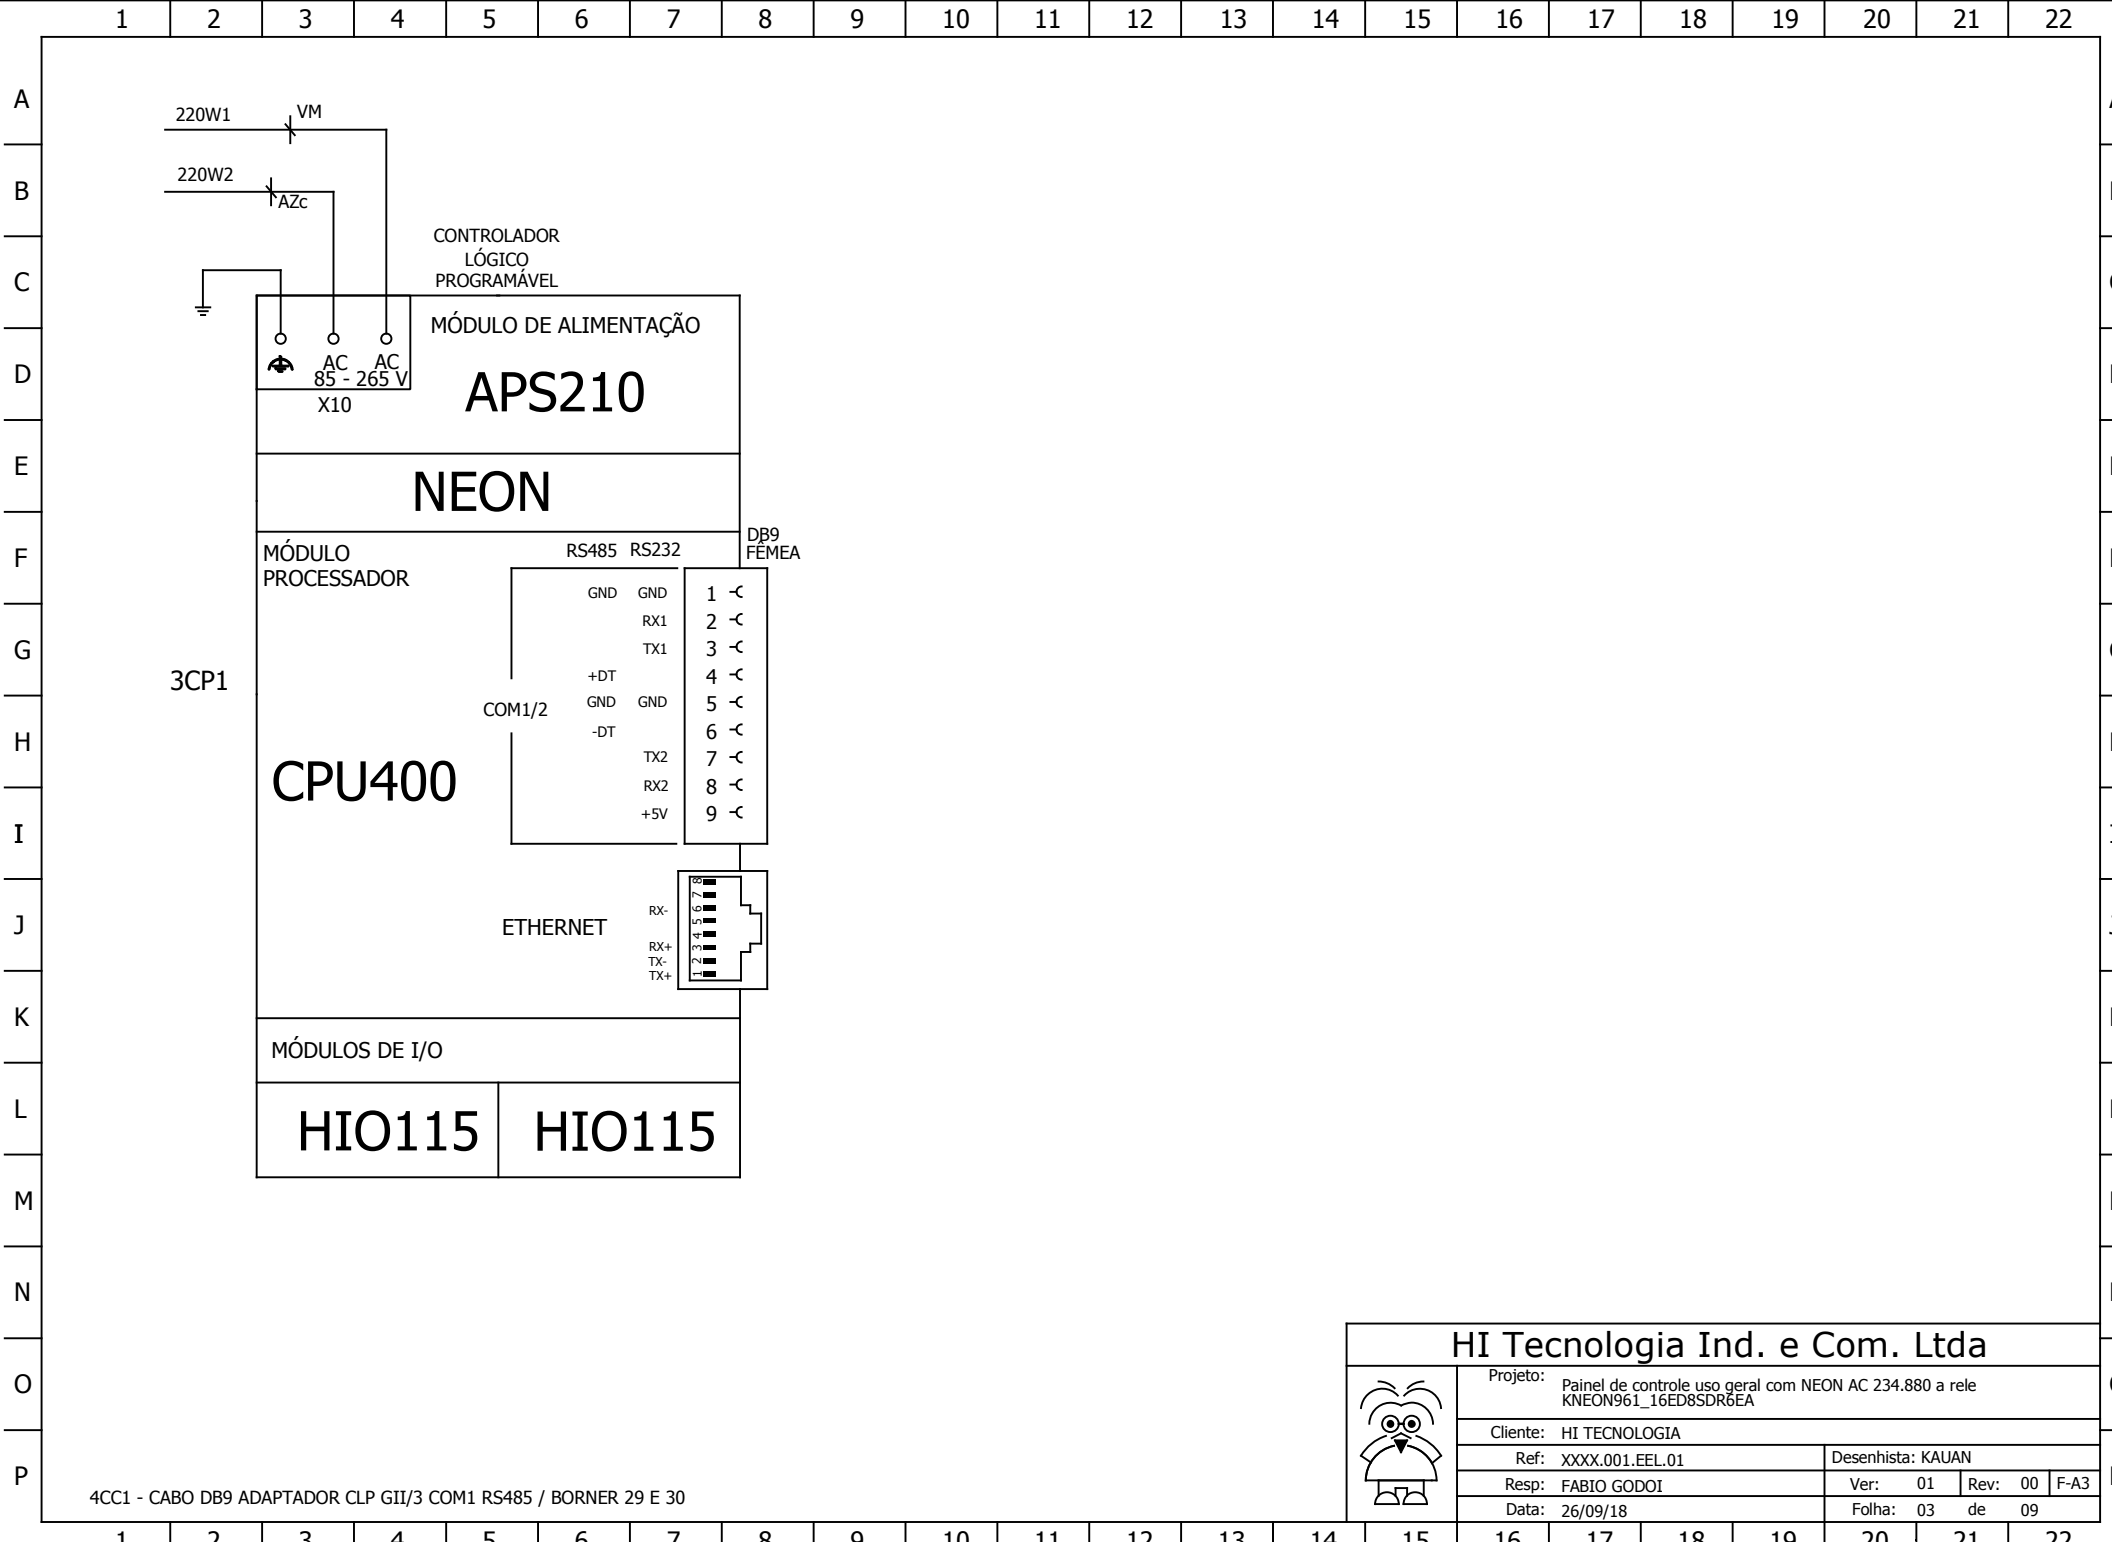 1 2 3 4 5 6 7 8 9 10 11 12 13 14 15 16 17 18 19 20 21 22
A
B
C
D
E
F
G
H
I
J
K
L
M
N
O
P
220W1
VM
220W2
AZc
CONTROLADOR
LÓGICO
PROGRAMÁVEL
MÓDULO DE ALIMENTAÇÃO
AC AC
85 - 265 V
X10
APS210
NEON
MÓDULO
PROCESSADOR
RS485 RS232
DB9
FÊMEA
GND GND 1
RX1 2
TX1 3
+DT 4
GND GND 5
-DT 6
TX2 7
RX2 8
+5V 9
COM1/2
3CP1
CPU400
ETHERNET
RX-
RX+
TX-
TX+
1 2 3 4 5 6 7 8
MÓDULOS DE I/O
HIO115 HIO115
4CC1 - CABO DB9 ADAPTADOR CLP GII/3 COM1 RS485 / BORNER 29 E 30
HI Tecnologia Ind. e Com. Ltda
Projeto: Painel de controle uso geral com NEON AC 234.880 a rele
KNEON961_16ED8SDR6EA
Cliente: HI TECNOLOGIA
Ref: XXXX.001.EEL.01 Desenhista: KAUAN
Resp: FABIO GODOI Ver: 01 Rev: 00 F-A3
Data: 26/09/18 Folha: 03 de 09
1 2 3 4 5 6 7 8 9 10 11 12 13 14 15 16 17 18 19 20 21 22